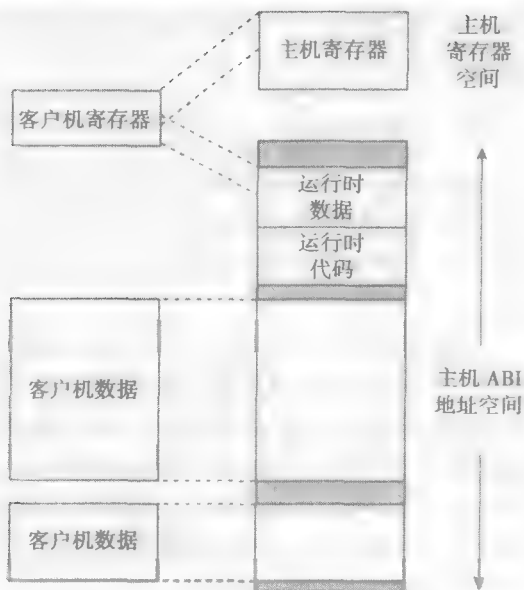 主机寄存器
主机
寄存器
空间
客户机寄存器
运行时
数据
运行时
代码
客户机数据
主机 ABI
地址空间
客户机数据